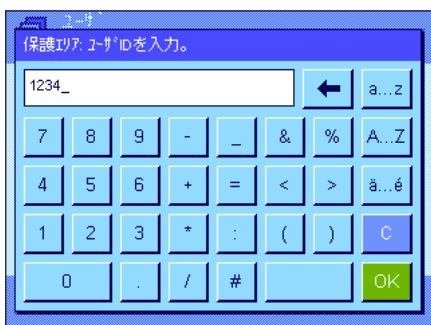 ユーザ
保護エリア: ユーザIDを入力。
1234_
a...z
7 8 9 - _ & % A...Z
4 5 6 + = < > ä...é
1 2 3 * : ( ) C
0 . / # OK